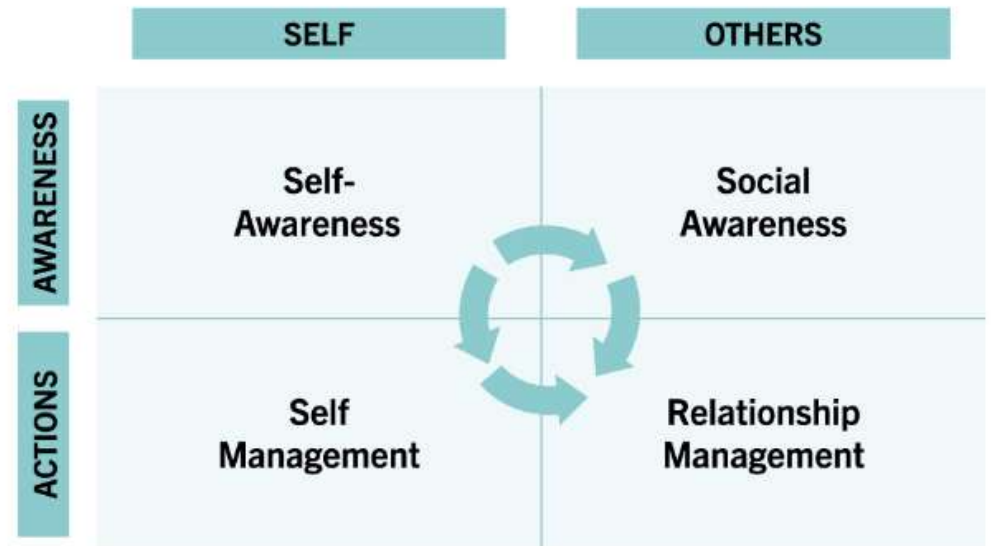 SELF
OTHERS
AWARENESS
Self-
Awareness
Social
Awareness
ACTIONS
Self
Management
Relationship
Management